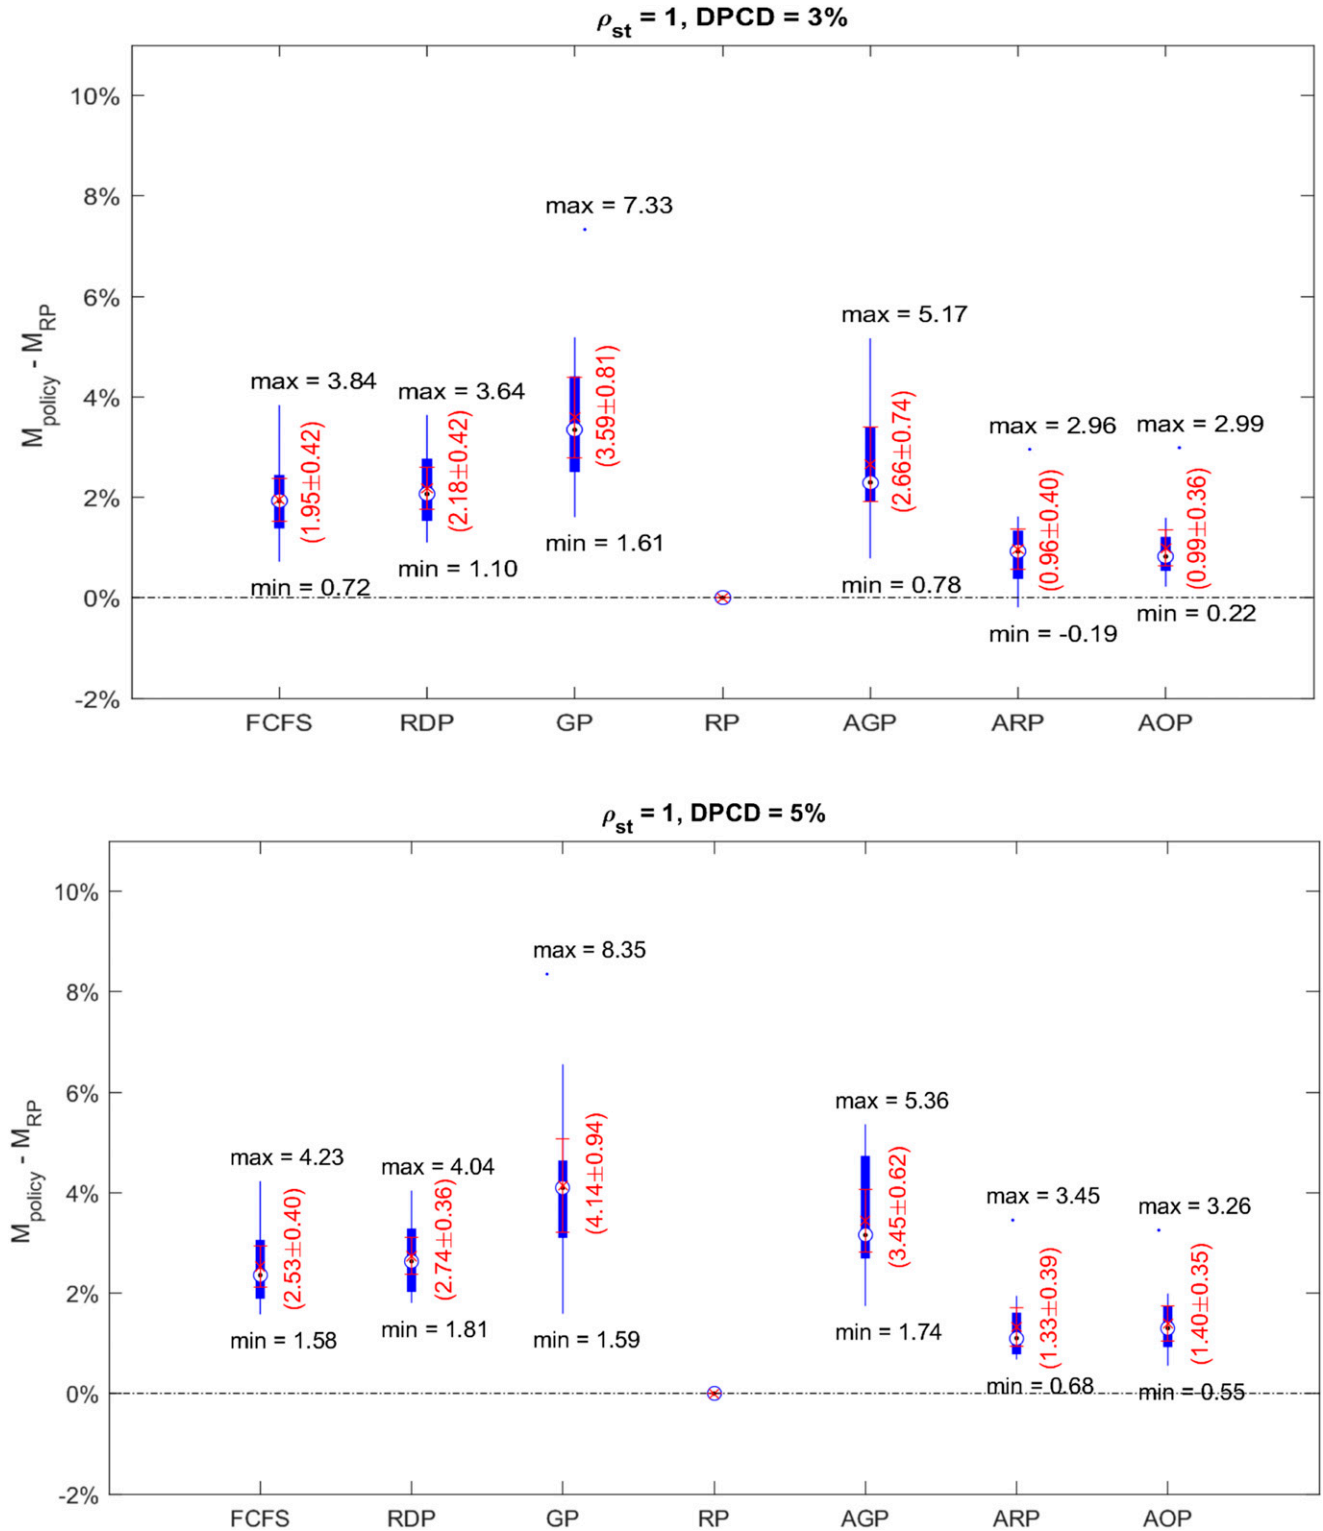 ρst = 1, DPCD = 3%
10%
8%
6%
4%
2%
0%
-2%
Mpolicy - MRP
max = 3.84
(1.95±0.42)
min = 0.72
max = 3.64
(2.18±0.42)
min = 1.10
max = 7.33
(3.59±0.81)
min = 1.61
max = 5.17
(2.66±0.74)
min = 0.78
max = 2.96
(0.96±0.40)
min = -0.19
max = 2.99
(0.99±0.36)
min = 0.22
FCFS RDP GP RP AGP ARP AOP
ρst = 1, DPCD = 5%
10%
8%
6%
4%
2%
0%
-2%
Mpolicy - MRP
max = 4.23
(2.53±0.40)
min = 1.58
max = 4.04
(2.74±0.36)
min = 1.81
max = 8.35
(4.14±0.94)
min = 1.59
max = 5.36
(3.45±0.62)
min = 1.74
max = 3.45
(1.33±0.39)
min = 0.68
max = 3.26
(1.40±0.35)
min = 0.55
FCFS RDP GP RP AGP ARP AOP